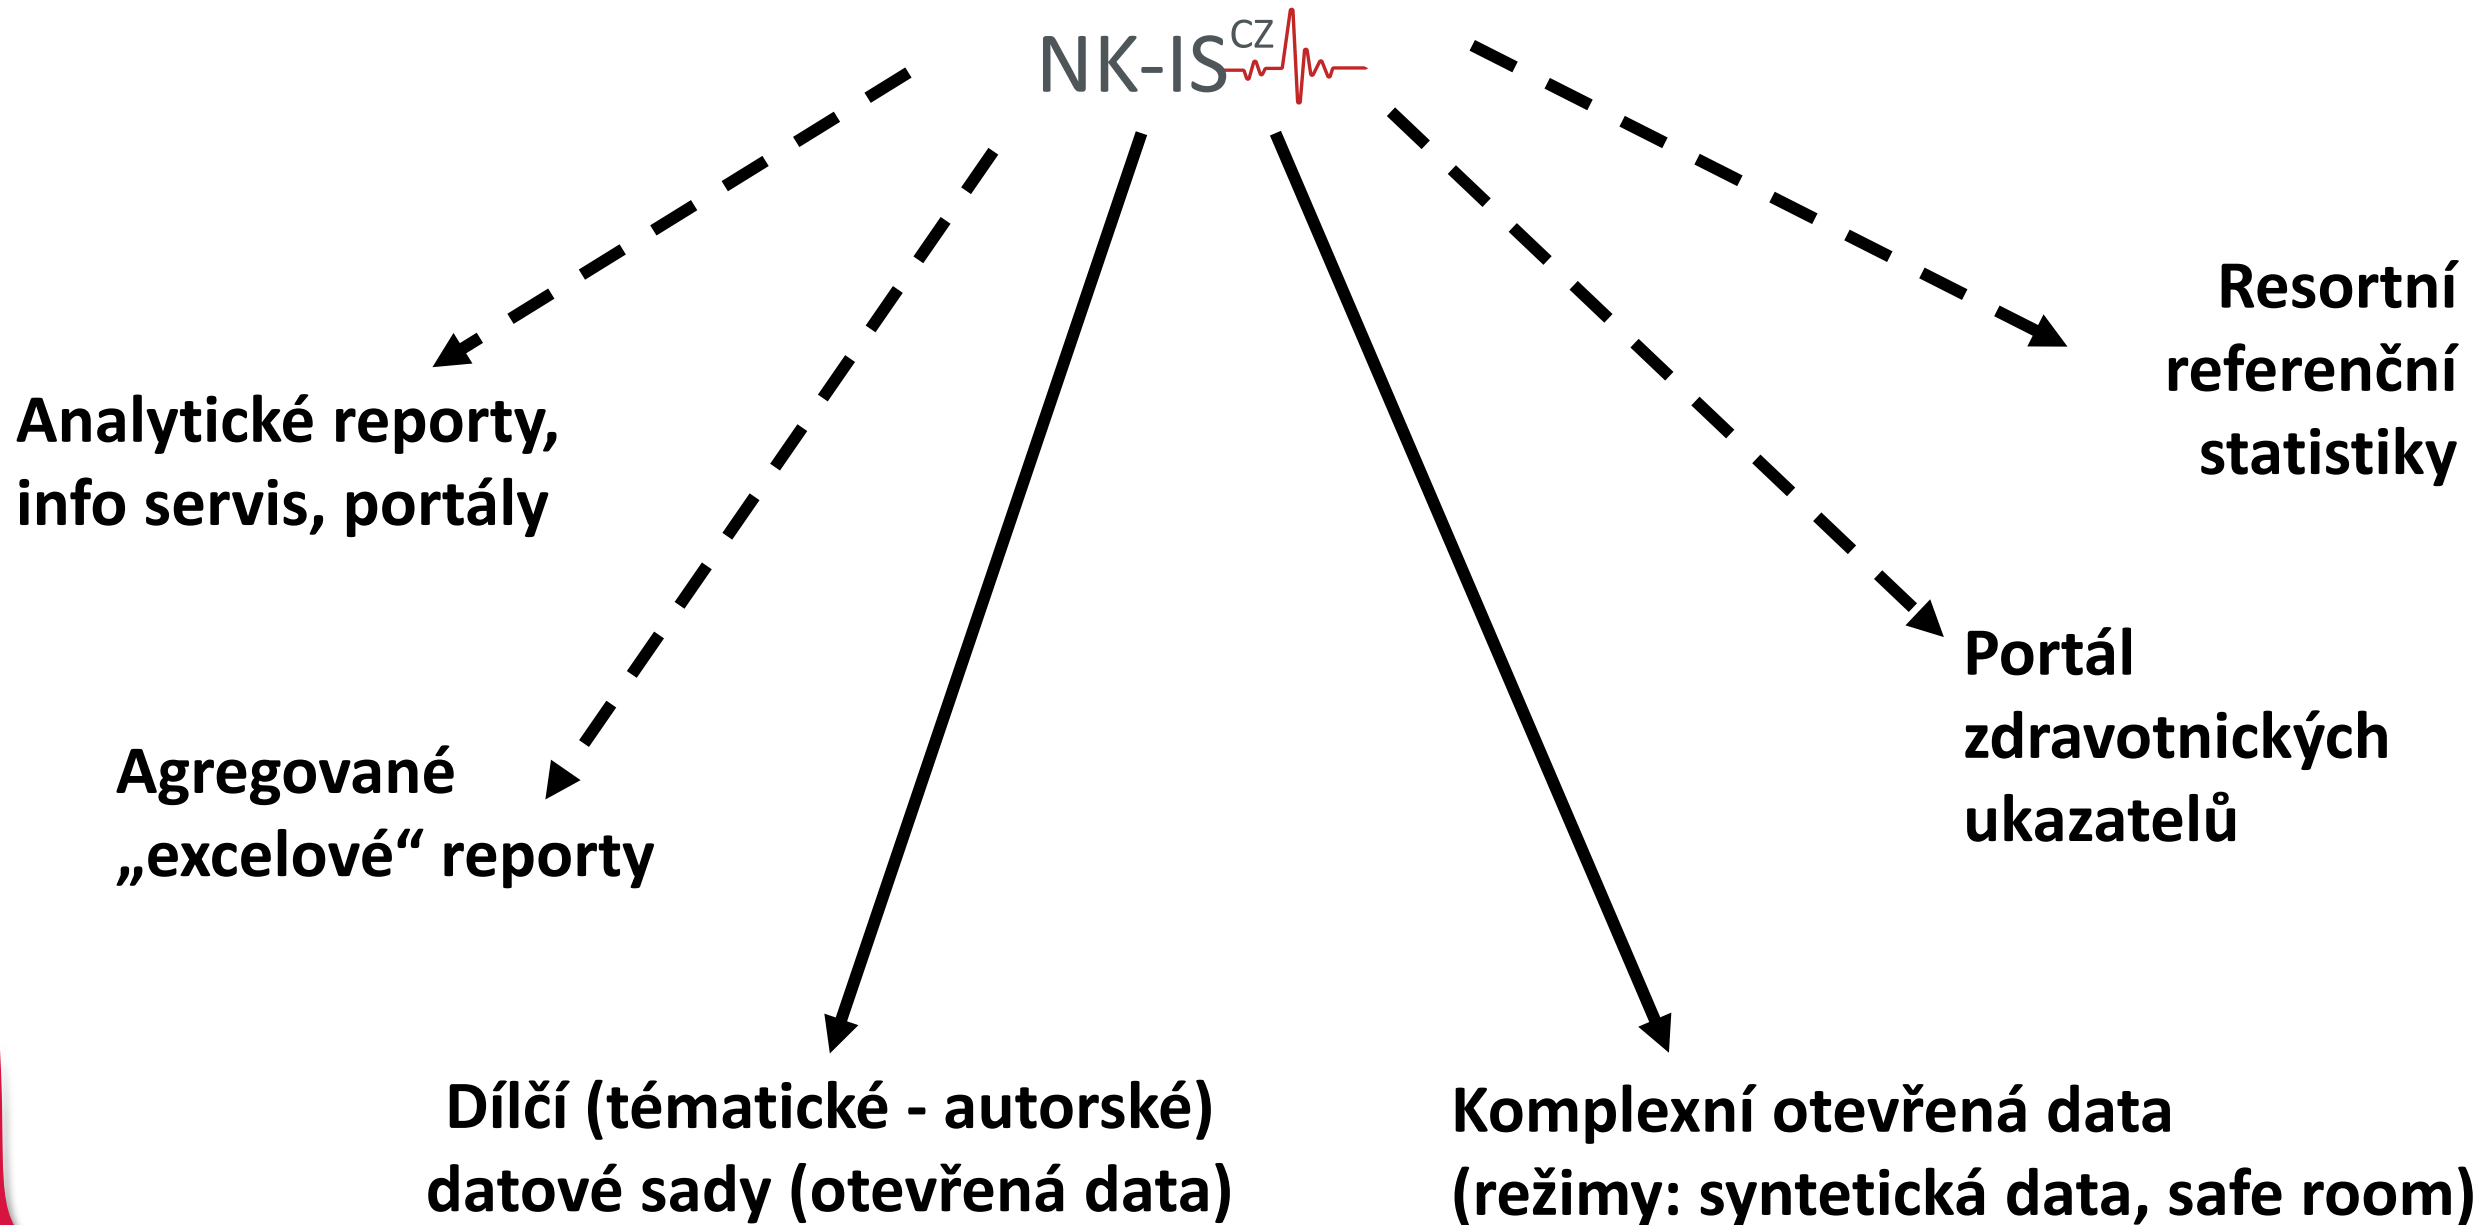 NK-IS CZ
Analytické reporty,
info servis, portály
Agregované
„excelové“ reporty
Dílčí (tématické - autorské)
datové sady (otevřená data)
Komplexní otevřená data
(režimy: syntetická data, safe room)
Portál
zdravotnických
ukazatelů
Resortní
referenční
statistiky